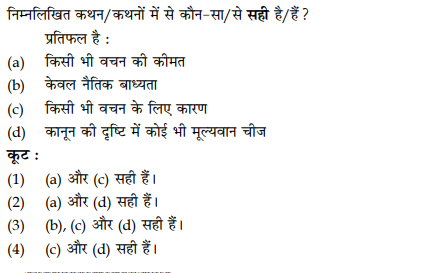 निम्नलिखित कथन/कथनों में से कौन-सा/से सही है/हैं ?
प्रतिफल है :
(a) किसी भी वचन की कीमत
(b) केवल नैतिक बाध्यता
(c) किसी भी वचन के लिए कारण
(d) कानून की दृष्टि में कोई भी मूल्यवान चीज
कूट :
(1) (a) और (c) सही हैं।
(2) (a) और (d) सही हैं।
(3) (b), (c) और (d) सही हैं।
(4) (c) और (d) सही हैं।